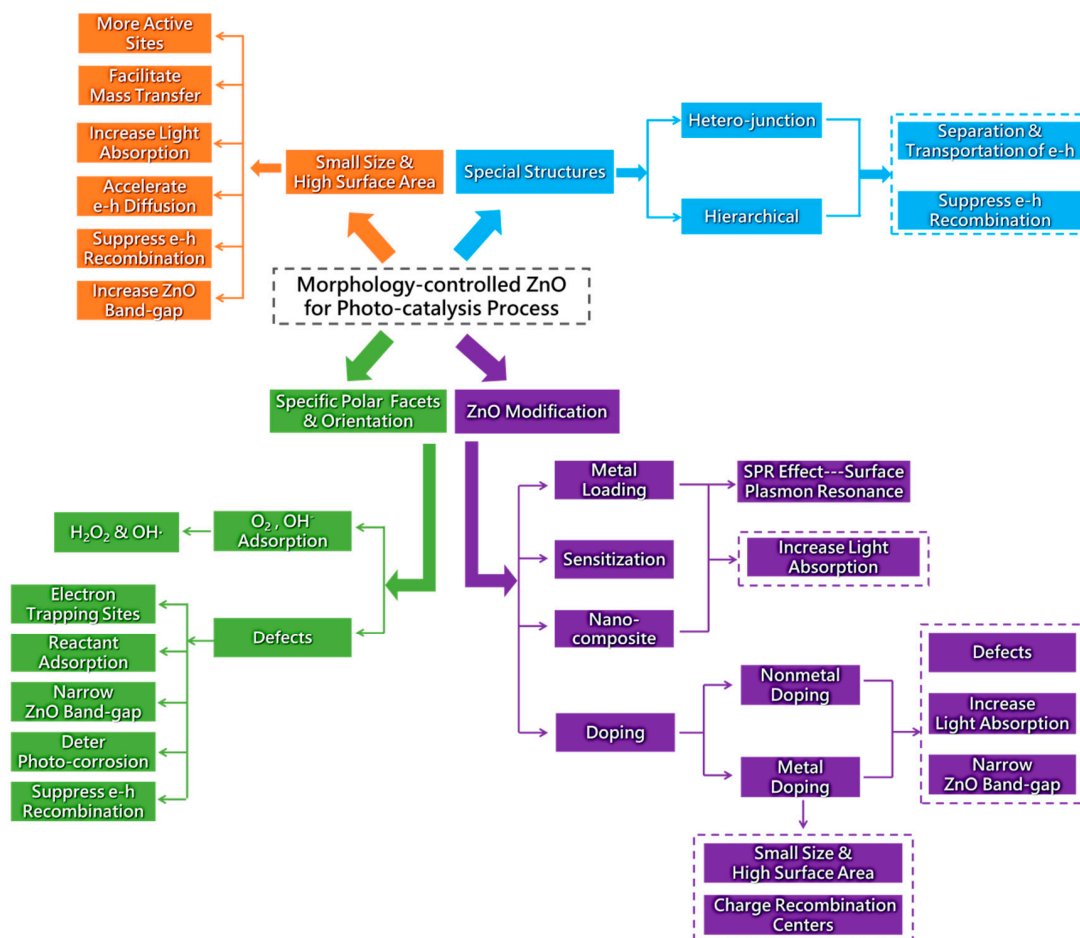 More Active
Sites
Facilitate
Mass Transfer
Increase Light
Absorption
Accelerate
e-h Diffusion
Suppress e-h
Recombination
Increase ZnO
Band-gap
Small Size &
High Surface Area
Special Structures
Hetero-junction
Hierarchical
Separation &
Transportation of e-h
Suppress e-h
Recombination
Morphology-controlled ZnO
for Photo-catalysis Process
Specific Polar Facets
& Orientation
ZnO Modification
H₂O₂ & OH·
O₂ , OH⁻
Adsorption
Electron
Trapping Sites
Reactant
Adsorption
Narrow
ZnO Band-gap
Deter
Photo-corrosion
Suppress e-h
Recombination
Defects
Metal
Loading
Sensitization
Nano-
composite
Doping
SPR Effect---Surface
Plasmon Resonance
Increase Light
Absorption
Nonmetal
Doping
Metal
Doping
Defects
Increase
Light Absorption
Narrow
ZnO Band-gap
Small Size &
High Surface Area
Charge Recombination
Centers